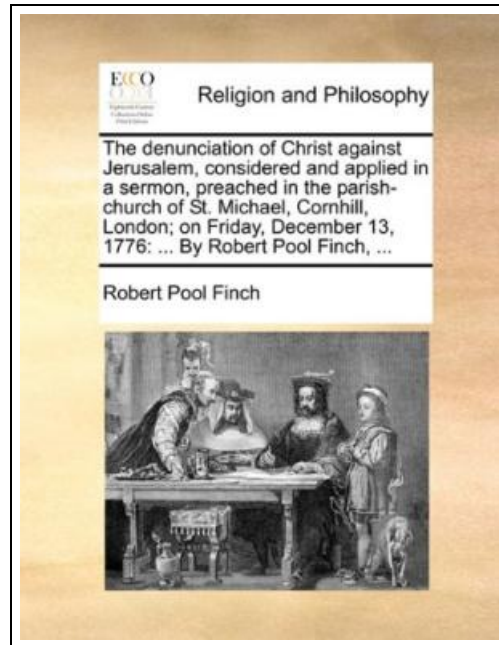 ECCO
Religion and Philosophy
The denunciation of Christ against
Jerusalem, considered and applied in
a sermon, preached in the parish-
church of St. Michael, Cornhill,
London; on Friday, December 13,
1776: ... By Robert Pool Finch, ...
Robert Pool Finch